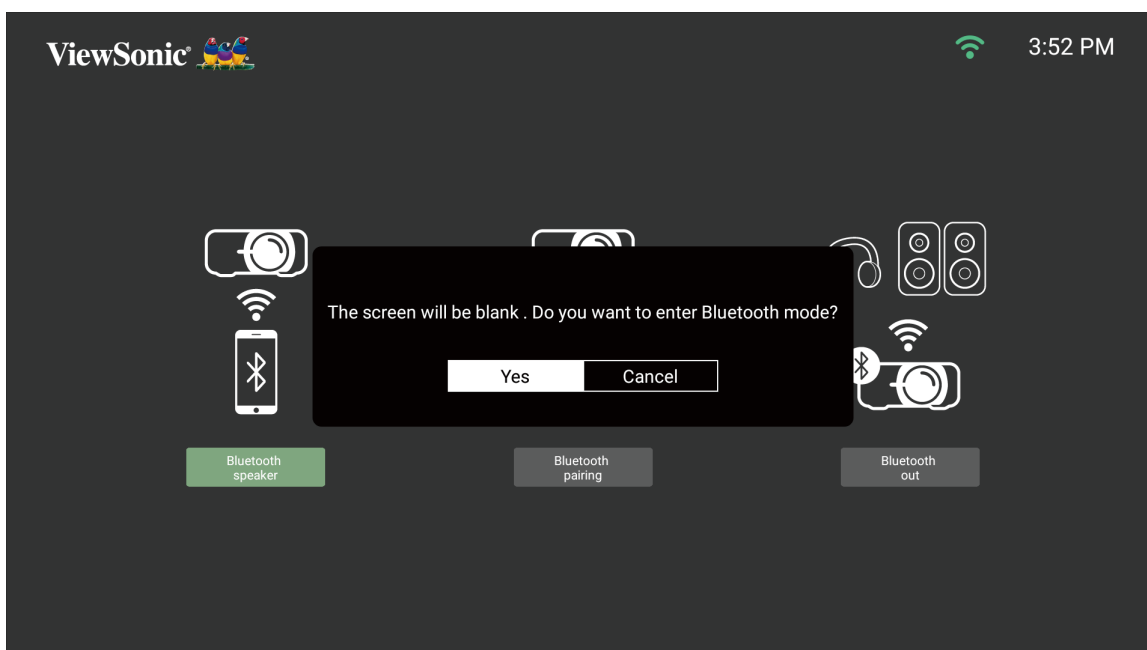 ViewSonic®
3:52 PM
The screen will be blank . Do you want to enter Bluetooth mode?
Yes
Cancel
Bluetooth
speaker
Bluetooth
pairing
Bluetooth
out